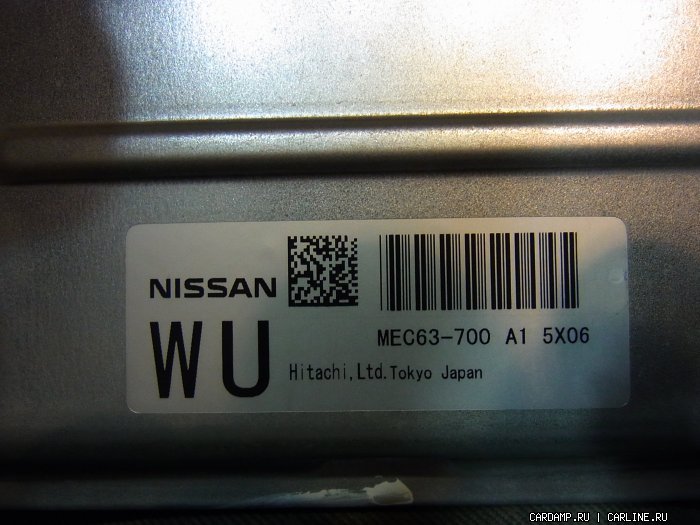 NISSAN
WU
MEC63-700 A1 5X06
Hitachi,Ltd.Tokyo Japan
CARDAMP.RU | CARLINE.RU